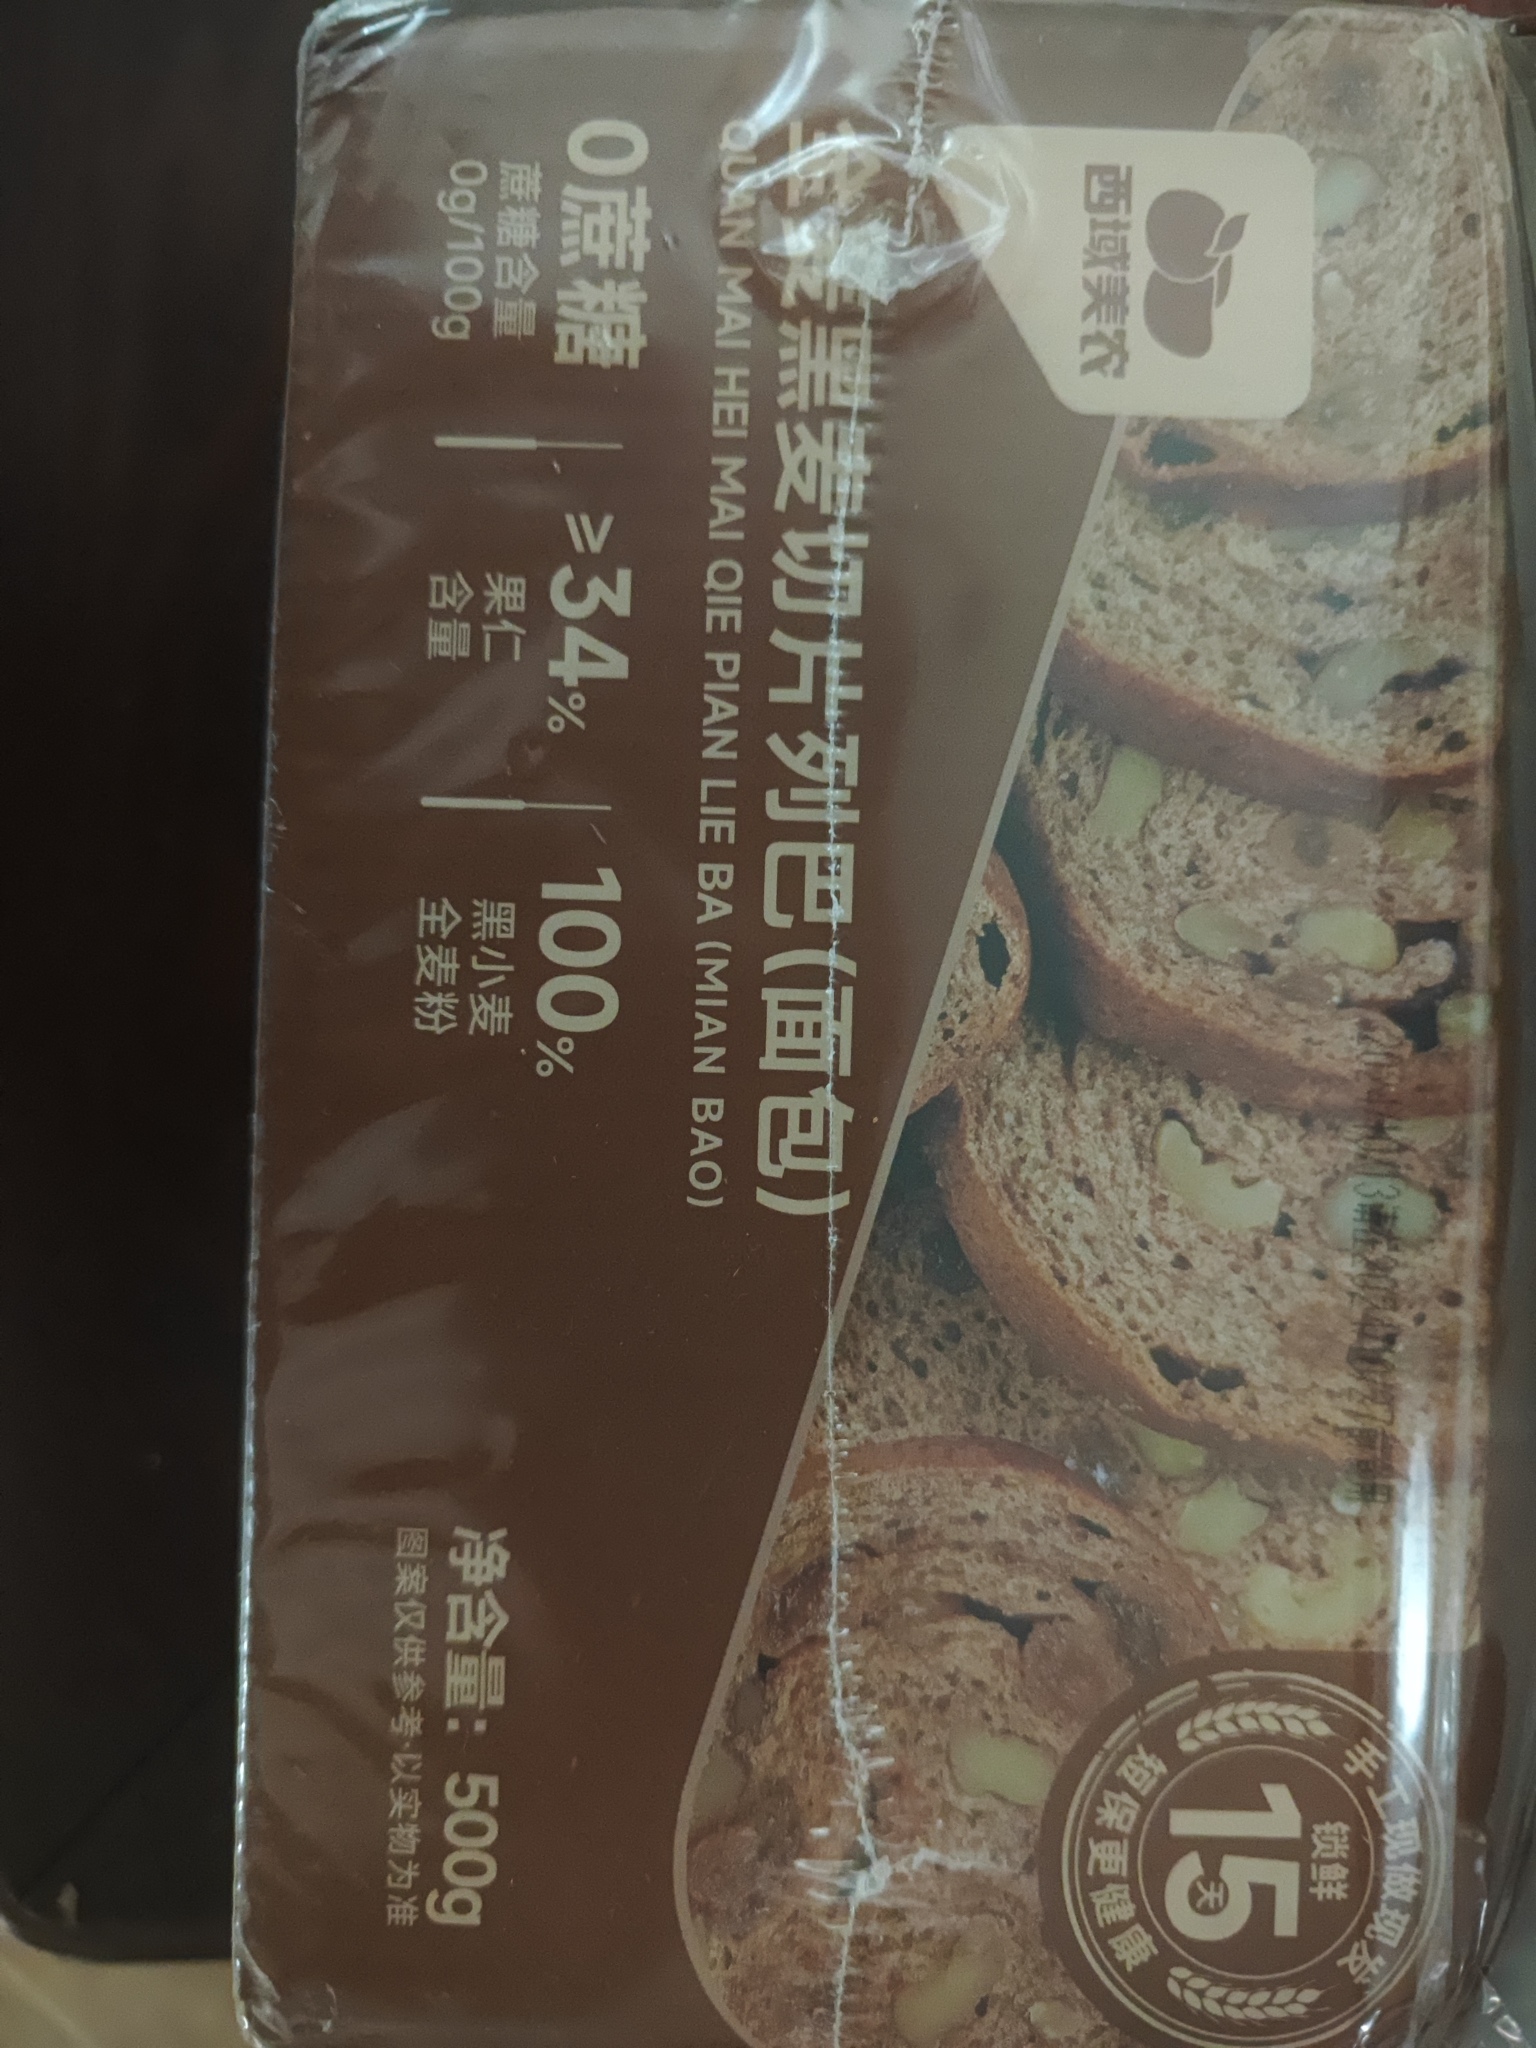 西域美农
手工现做现发
锁鲜
15天
短保更健康
全麦黑麦切片列巴(面包)
QUAN MAI HEI MAI QIE PIAN LIE BA (MIAN BAO)
0蔗糖
蔗糖含量
0g/100g
≥34%
果仁
含量
100%
黑小麦
全麦粉
净含量: 500g
图案仅供参考·以实物为准